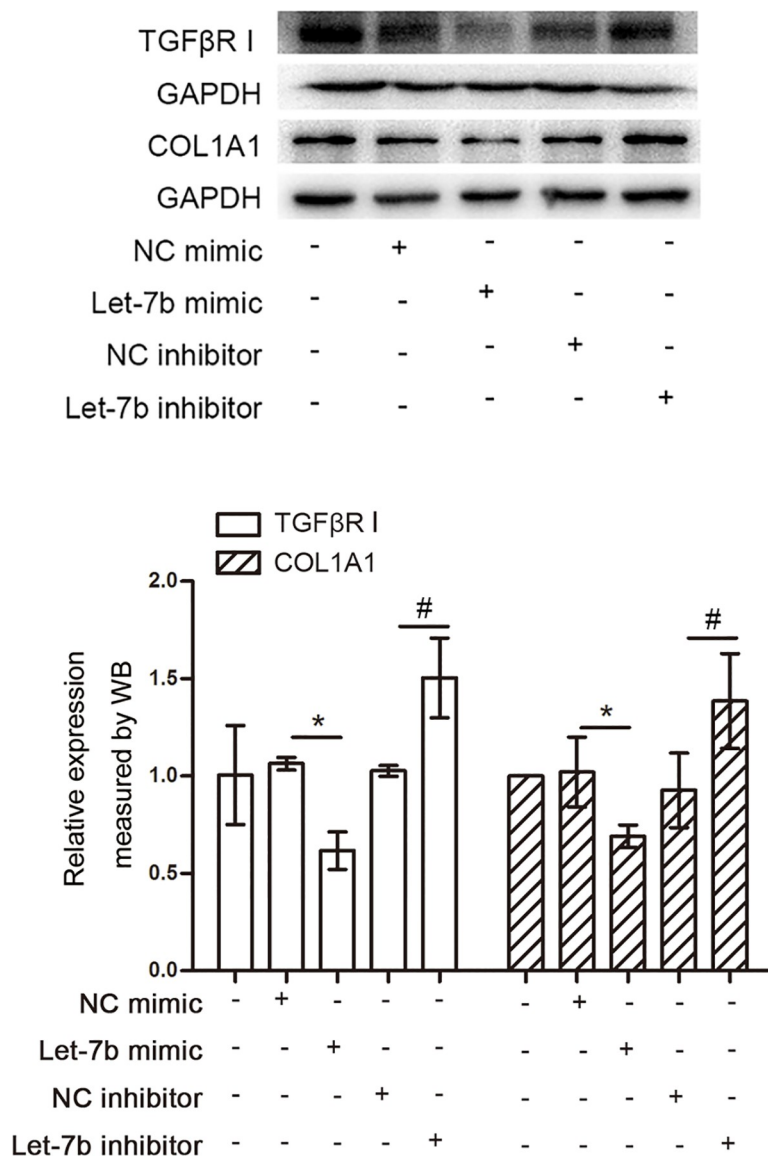 TGFβR I
GAPDH
COL1A1
GAPDH
NC mimic - + - - -
Let-7b mimic - - + - -
NC inhibitor - - - + -
Let-7b inhibitor - - - - +
TGFβR I
COL1A1
Relative expression
measured by WB
2.0
1.5
1.0
0.5
0.0
* # * #
NC mimic - + - - - - + - - -
Let-7b mimic - - + - - - - + - -
NC inhibitor - - - + - - - - + -
Let-7b inhibitor - - - - + - - - - +